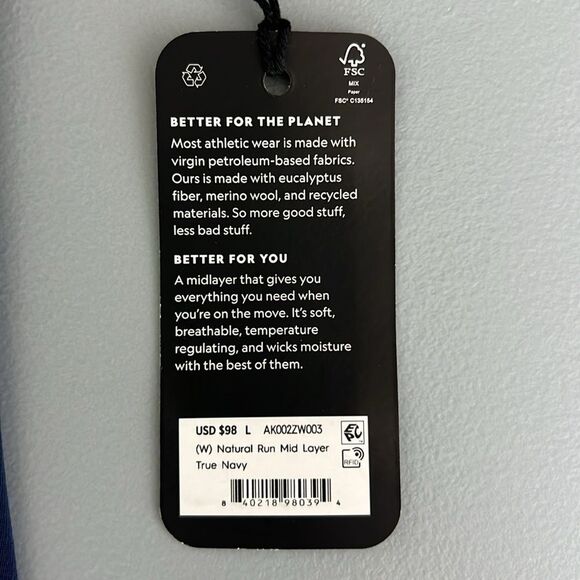 FSC
MIX
Paper
FSC® C135154
BETTER FOR THE PLANET
Most athletic wear is made with
virgin petroleum-based fabrics.
Ours is made with eucalyptus
fiber, merino wool, and recycled
materials. So more good stuff,
less bad stuff.
BETTER FOR YOU
A midlayer that gives you
everything you need when
you're on the move. It's soft,
breathable, temperature
regulating, and wicks moisture
with the best of them.
USD $98 L AK002ZW003
(W) Natural Run Mid Layer
True Navy
RFID
8 40218 98039 4